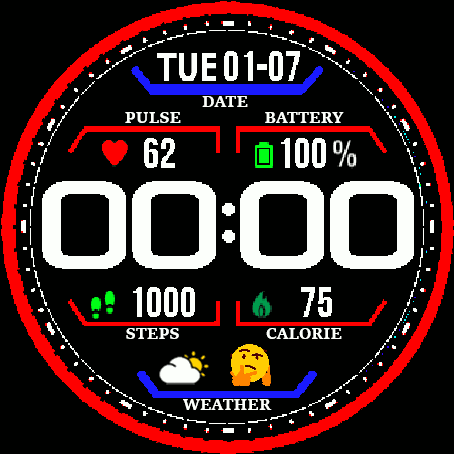 TUE 01-07
DATE
PULSE BATTERY
62 100 %
00:00
1000 75
STEPS CALORIE
WEATHER